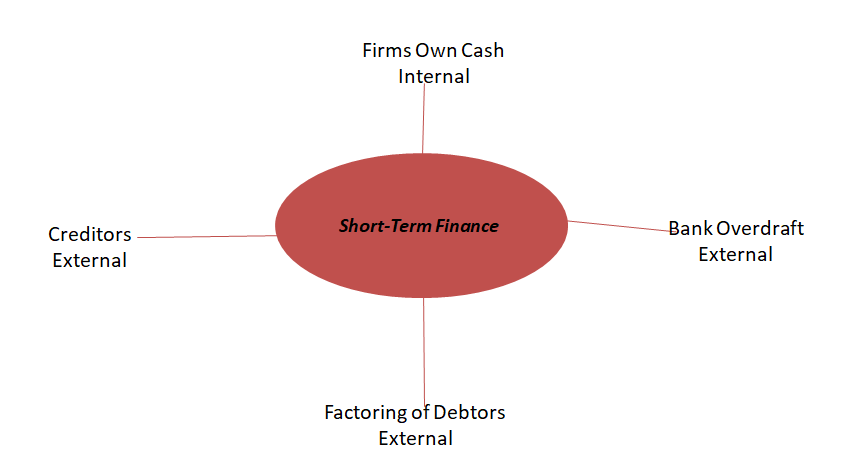 Firms Own Cash
Internal
Creditors
External
Short-Term Finance
Bank Overdraft
External
Factoring of Debtors
External